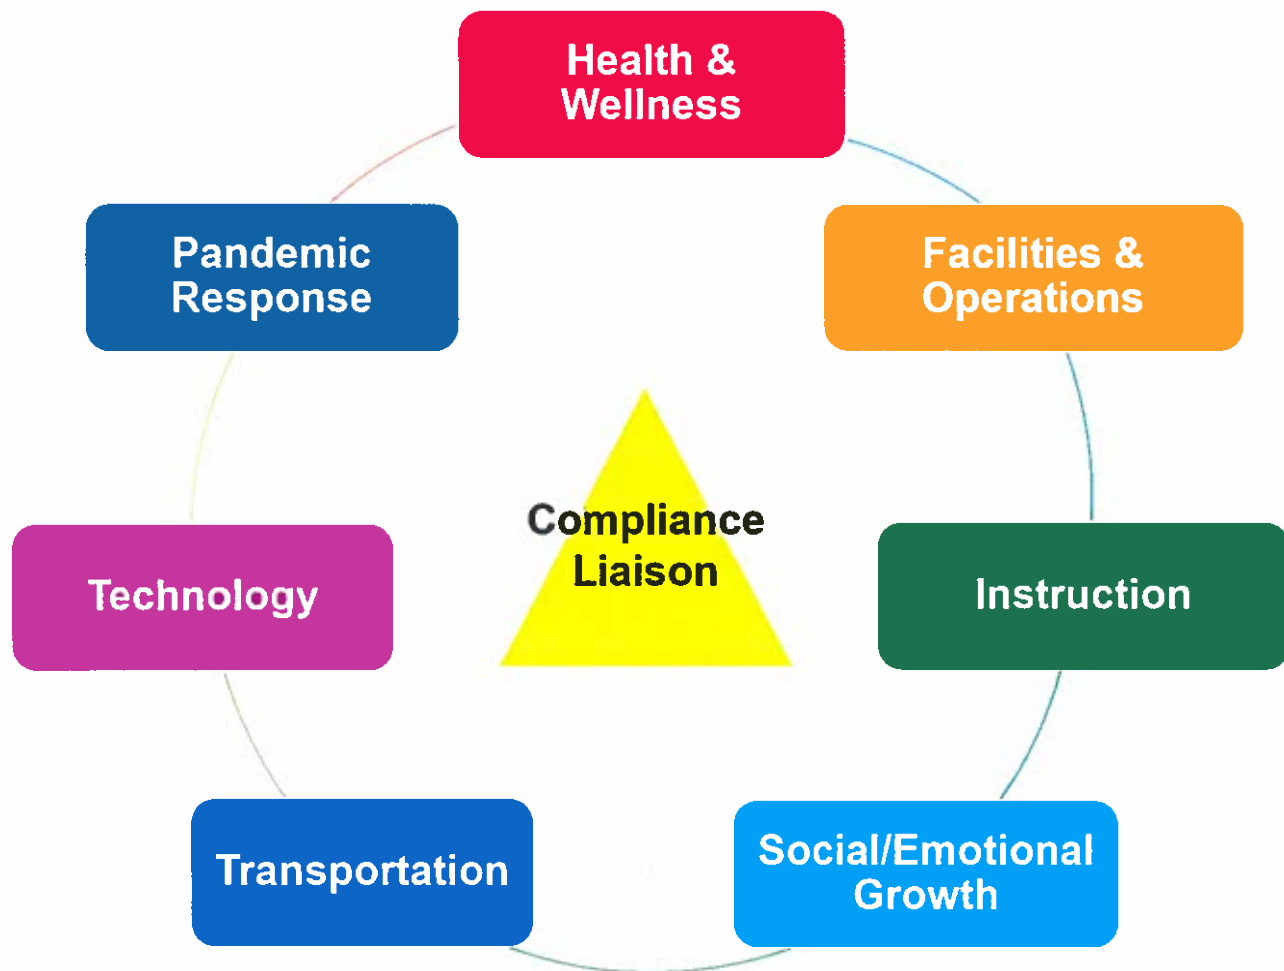 Health &
Wellness
Pandemic
Response
Facilities &
Operations
Compliance
Liaison
Technology
Instruction
Transportation
Social/Emotional
Growth